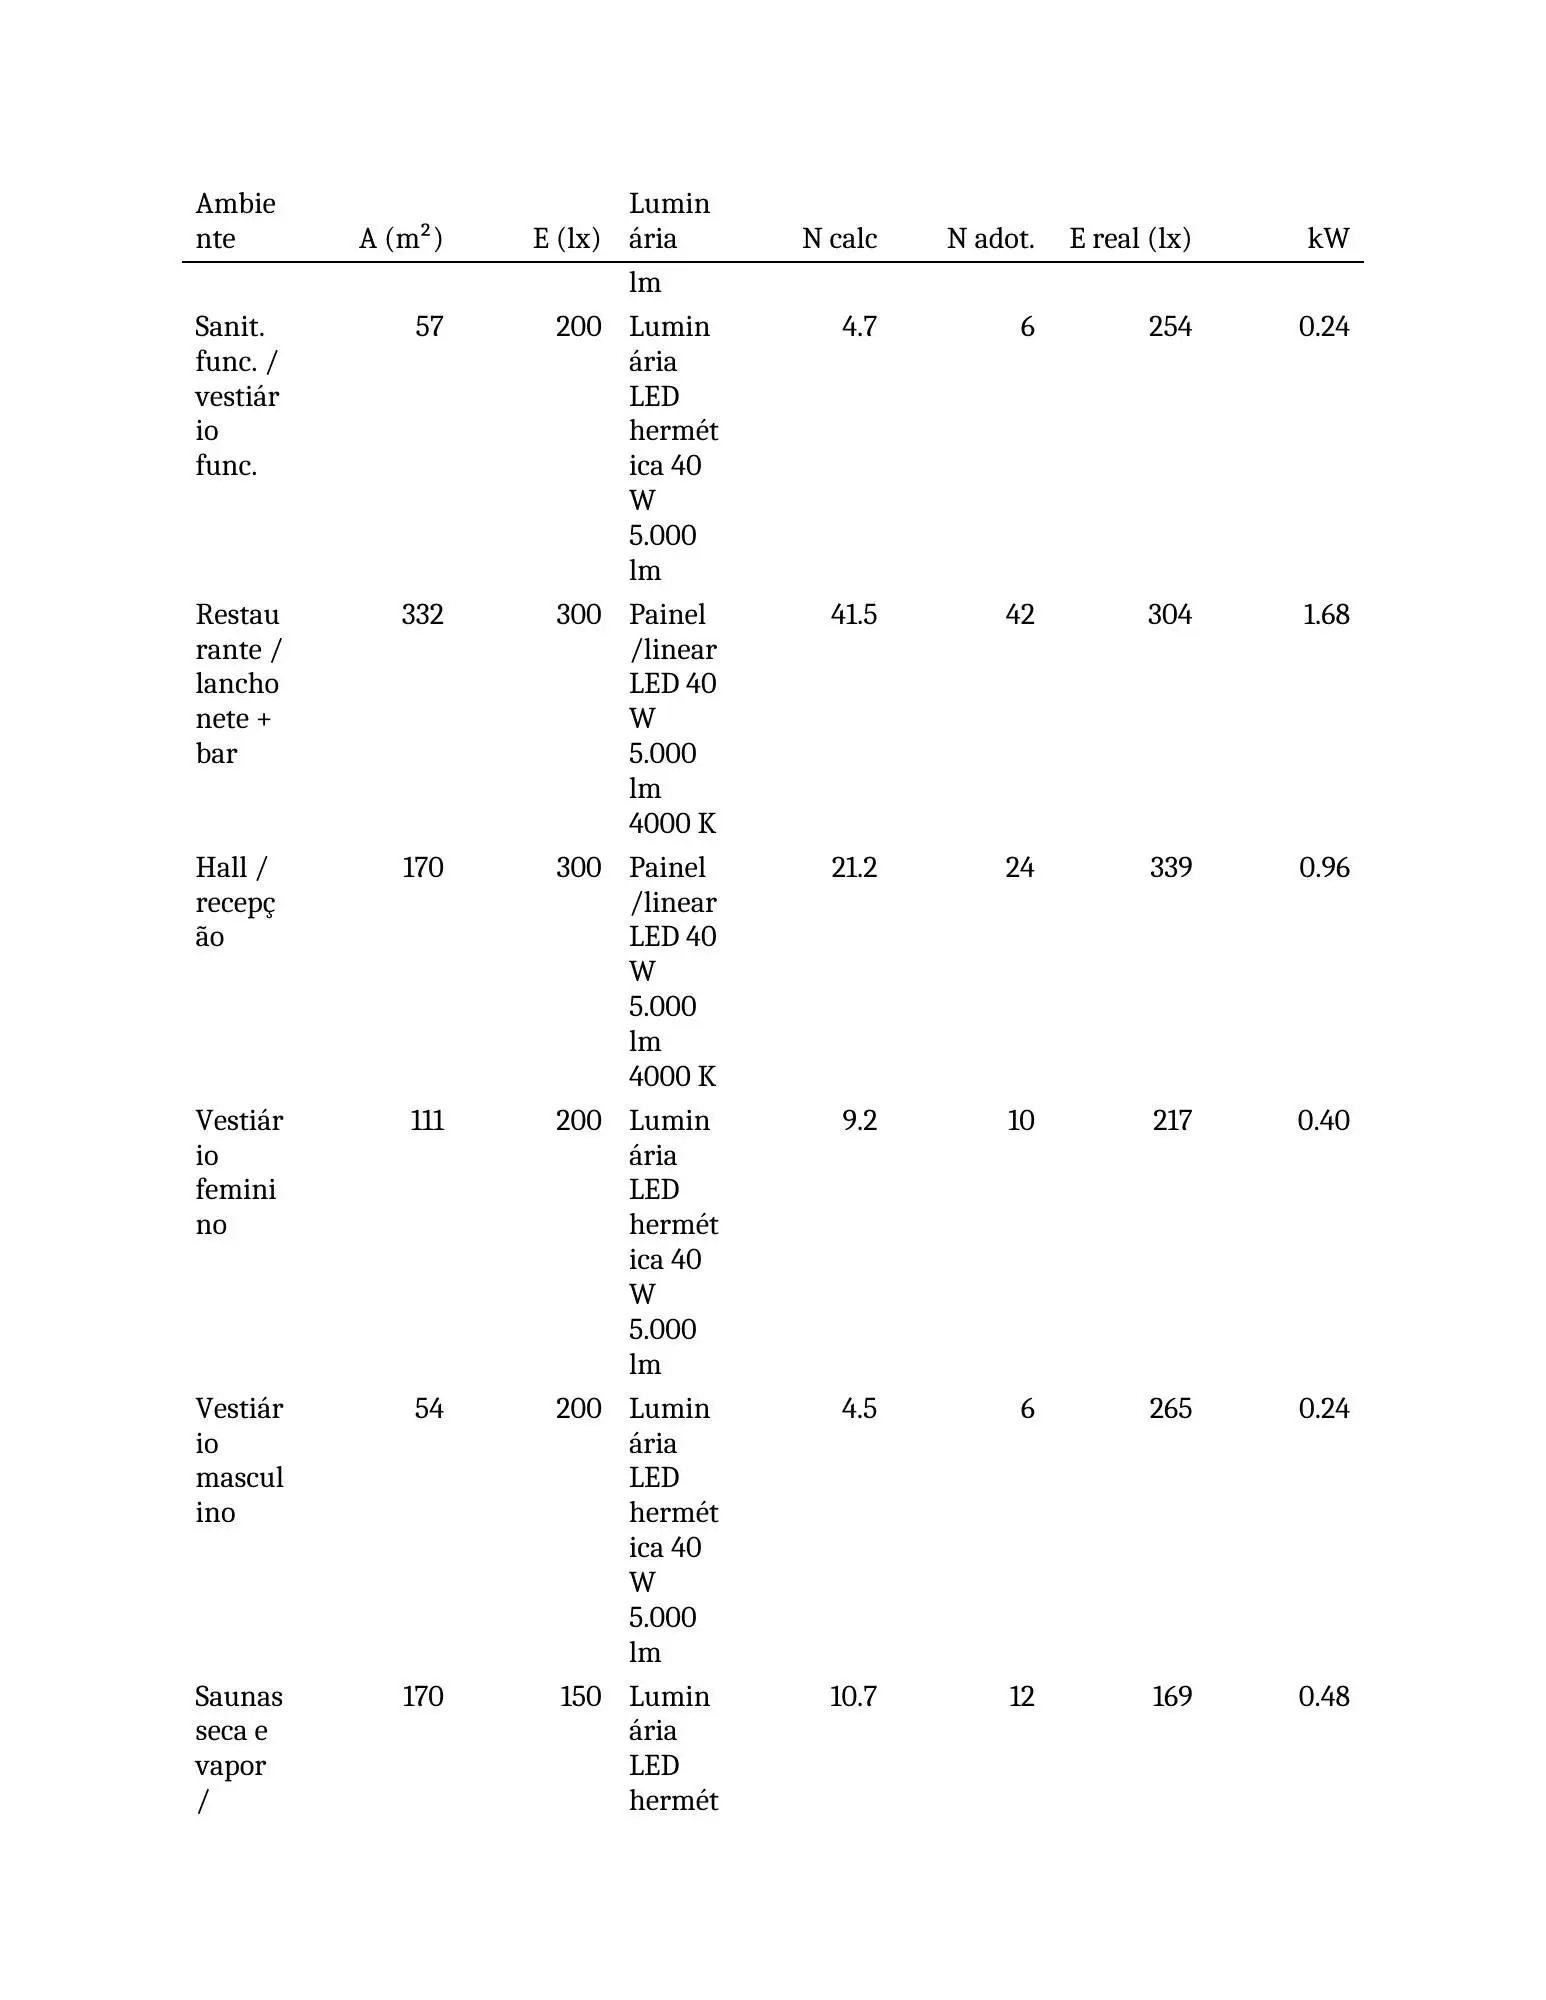 Ambie
nte A (m²) E (lx) Lumin
ária N calc N adot. E real (lx) kW
lm
Sanit. 57 200 Lumin 4.7 6 254 0.24
func. / ária
vestiár LED
io hermét
func. ica 40
W
5.000
lm
Restau 332 300 Painel 41.5 42 304 1.68
rante / /linear
lancho LED 40
nete + W
bar 5.000
lm
4000 K
Hall / 170 300 Painel 21.2 24 339 0.96
recepç /linear
ão LED 40
W
5.000
lm
4000 K
Vestiár 111 200 Lumin 9.2 10 217 0.40
io ária
femini LED
no hermét
ica 40
W
5.000
lm
Vestiár 54 200 Lumin 4.5 6 265 0.24
io ária
mascul LED
ino hermét
ica 40
W
5.000
lm
Saunas 170 150 Lumin 10.7 12 169 0.48
seca e ária
vapor LED
/ hermét